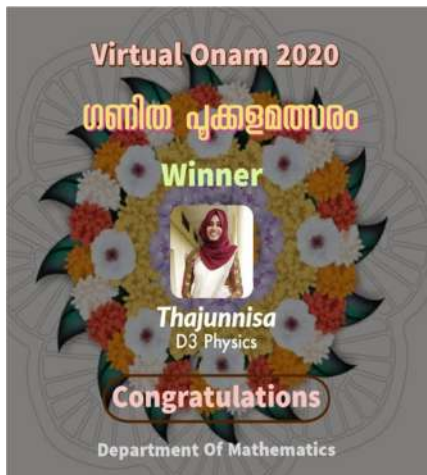 Virtual Onam 2020
ഗണിത പൂക്കളമത്സരം
Winner
Thajunnisa
D3 Physics
Congratulations
Department Of Mathematics